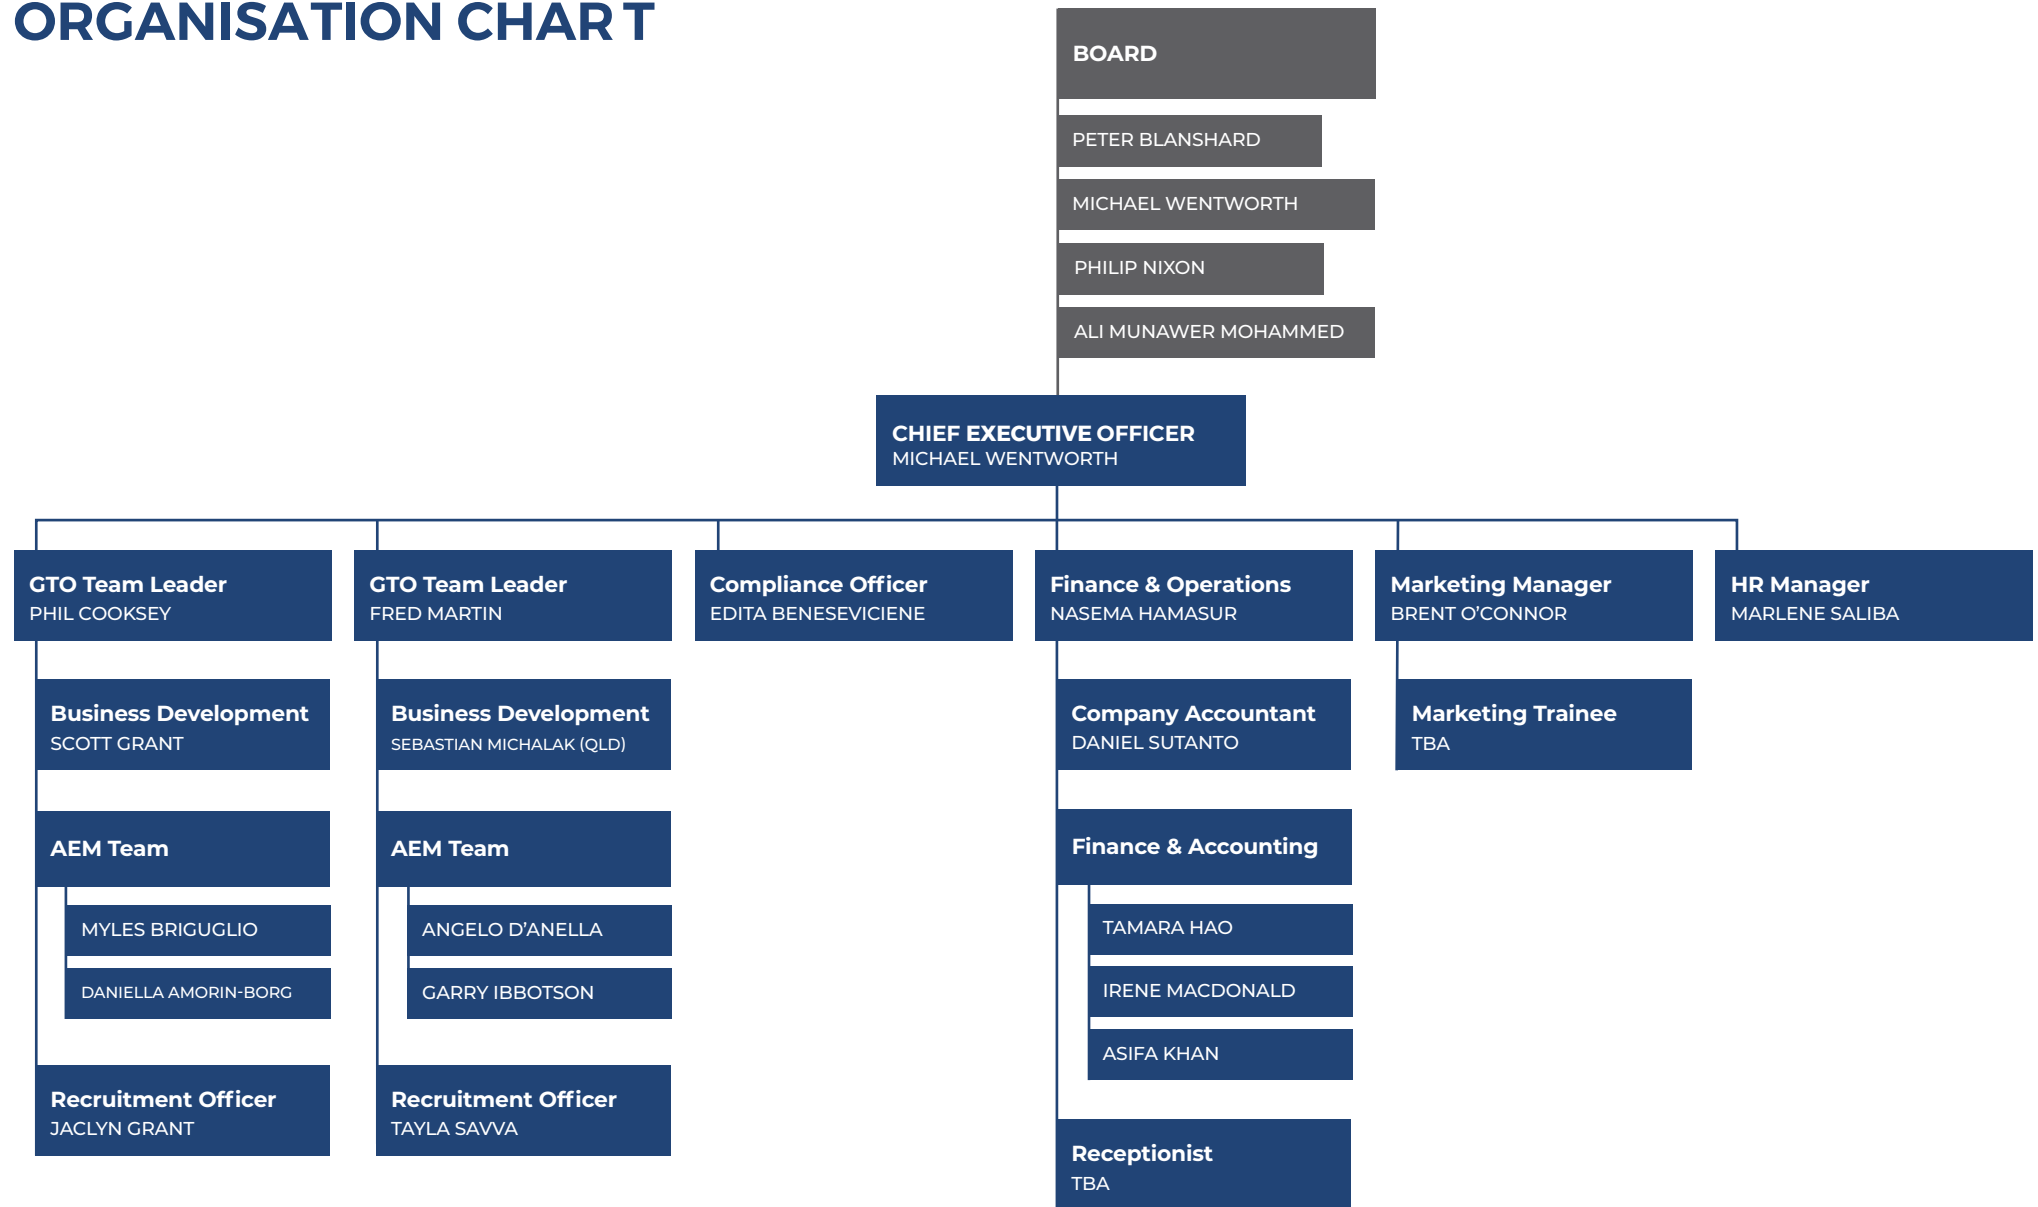 ORGANISATION CHART
BOARD
PETER BLANSHARD
MICHAEL WENTWORTH
PHILIP NIXON
ALI MUNAWER MOHAMMED
CHIEF EXECUTIVE OFFICER
MICHAEL WENTWORTH
GTO Team Leader
PHIL COOKSEY
Business Development
SCOTT GRANT
AEM Team
MYLES BRIGUGLIO
DANIELLA AMORIN-BORG
Recruitment Officer
JACLYN GRANT
GTO Team Leader
FRED MARTIN
Business Development
SEBASTIAN MICHALAK (QLD)
AEM Team
ANGELO D’ANELLA
GARRY IBBOTSON
Recruitment Officer
TAYLA SAVVA
Compliance Officer
EDITA BENESEVICIENE
Finance & Operations
NASEMA HAMASUR
Company Accountant
DANIEL SUTANTO
Finance & Accounting
TAMARA HAO
IRENE MACDONALD
ASIFA KHAN
Receptionist
TBA
Marketing Manager
BRENT O’CONNOR
Marketing Trainee
TBA
HR Manager
MARLENE SALIBA